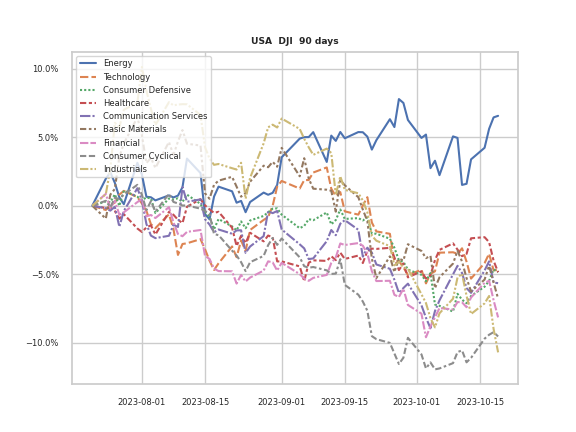 USA  DJI  90 days
10.0%
5.0%
0.0%
−5.0%
−10.0%
Energy
Technology
Consumer Defensive
Healthcare
Communication Services
Basic Materials
Financial
Consumer Cyclical
Industrials
2023-08-01
2023-08-15
2023-09-01
2023-09-15
2023-10-01
2023-10-15